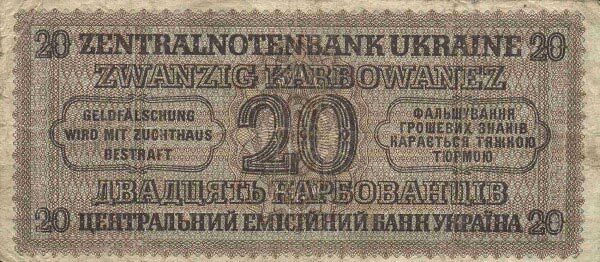 20 ZENTRALNOTENBANK UKRAINE 20
ZWANZIG KARBOWANEZ
GELDFÄLSCHUNG
WIRD MIT ZUCHTHAUS
BESTRAFT
20
ФАЛЬШУВАННЯ
ГРОШЕВИХ ЗНАКІВ
КАРАЄТЬСЯ ТЯЖКОЮ
ТЮРМОЮ
ДВАДЦЯТЬ КАРБОВАНЦІВ
20 ЦЕНТРАЛЬНИЙ ЕМІСІЙНИЙ БАНК УКРАЇНА 20